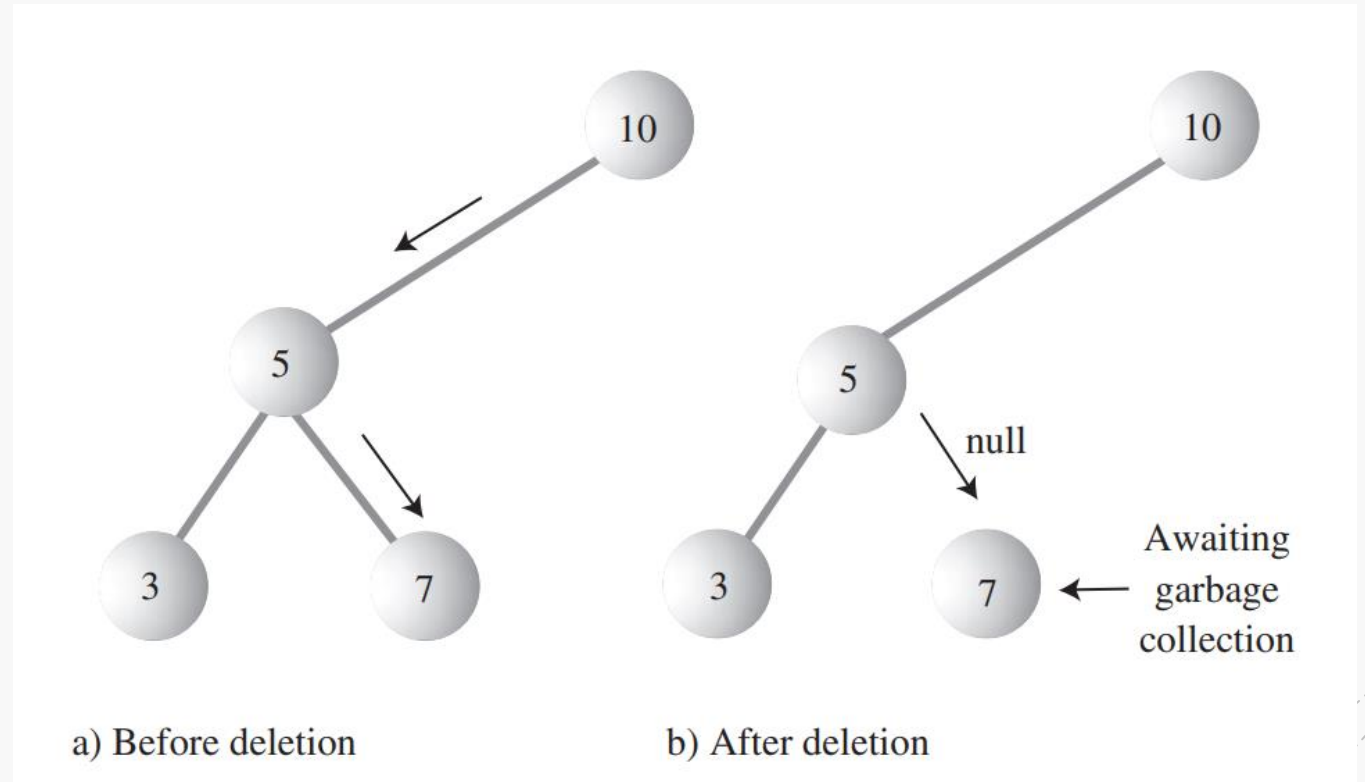 10
5
3
7
a) Before deletion
10
5
null
3
7
Awaiting
garbage
collection
b) After deletion